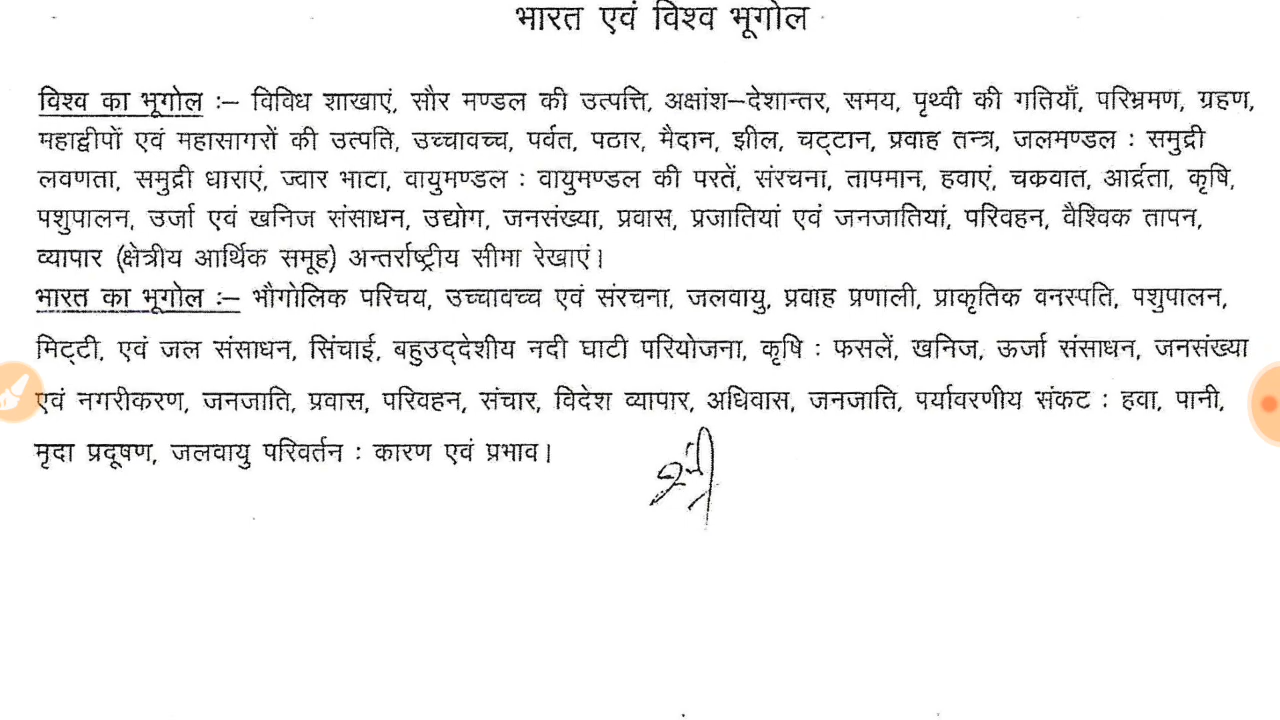 भारत एवं विश्व भूगोल
विश्व का भूगोल :– विविध शाखाएं, सौर मण्डल की उत्पत्ति, अक्षांश–देशान्तर, समय, पृथ्वी की गतियाँ, परिभ्रमण, ग्रहण,
महाद्वीपों एवं महासागरों की उत्पति, उच्चावच्च, पर्वत, पठार, मैदान, झील, चट्टान, प्रवाह तन्त्र, जलमण्डल : समुद्री
लवणता, समुद्री धाराएं, ज्वार भाटा, वायुमण्डल : वायुमण्डल की परतें, संरचना, तापमान, हवाएं, चकवात, आर्द्रता, कृषि,
पशुपालन, उर्जा एवं खनिज संसाधन, उद्योग, जनसंख्या, प्रवास, प्रजातियां एवं जनजातियां, परिवहन, वैश्विक तापन,
व्यापार (क्षेत्रीय आर्थिक समूह) अन्तर्राष्ट्रीय सीमा रेखाएं।
भारत का भूगोल :– भौगोलिक परिचय, उच्चावच्च एवं संरचना, जलवायु, प्रवाह प्रणाली, प्राकृतिक वनस्पति, पशुपालन,
मिट्टी, एवं जल संसाधन, सिंचाई, बहुउद्देशीय नदी घाटी परियोजना, कृषि : फसलें, खनिज, ऊर्जा संसाधन, जनसंख्या
एवं नगरीकरण, जनजाति, प्रवास, परिवहन, संचार, विदेश व्यापार, अधिवास, जनजाति, पर्यावरणीय संकट : हवा, पानी,
मृदा प्रदूषण, जलवायु परिवर्तन : कारण एवं प्रभाव।